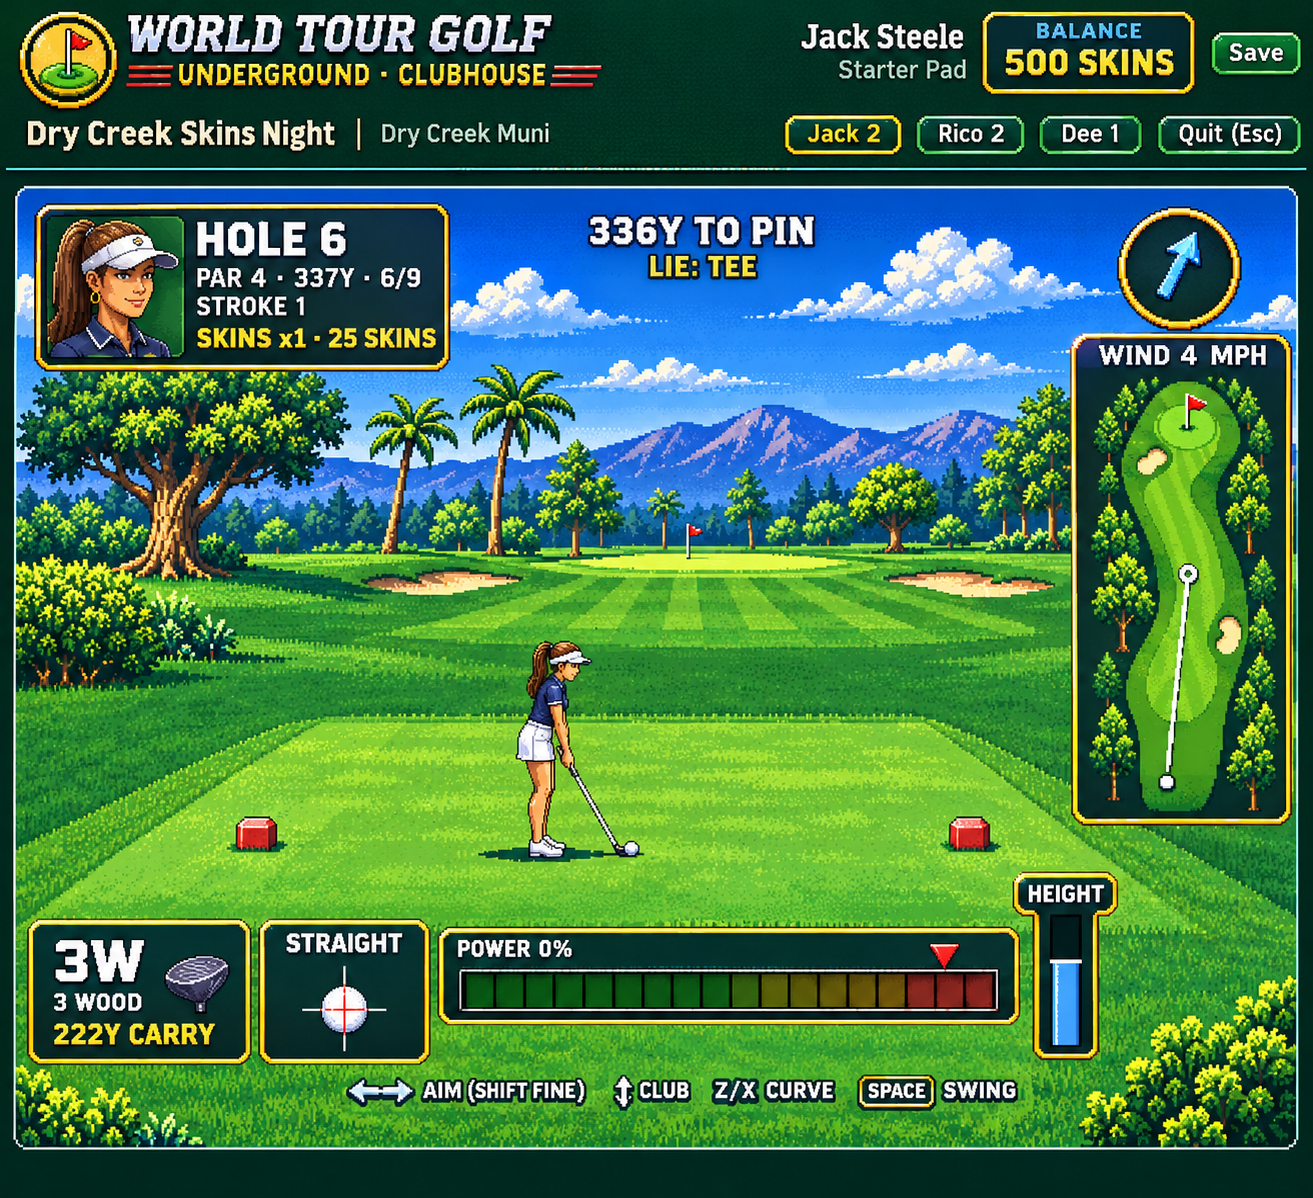 WORLD TOUR GOLF
UNDERGROUND · CLUBHOUSE
Jack Steele
Starter Pad
BALANCE
500 SKINS
Save
Dry Creek Skins Night | Dry Creek Muni
Jack 2
Rico 2
Dee 1
Quit (Esc)
HOLE 6
PAR 4 · 337Y · 6/9
STROKE 1
SKINS x1 · 25 SKINS
336Y TO PIN
LIE: TEE
WIND 4 MPH
HEIGHT
3W
3 WOOD
222Y CARRY
STRAIGHT
POWER 0%
AIM (SHIFT FINE)
CLUB
Z/X CURVE
SPACE SWING